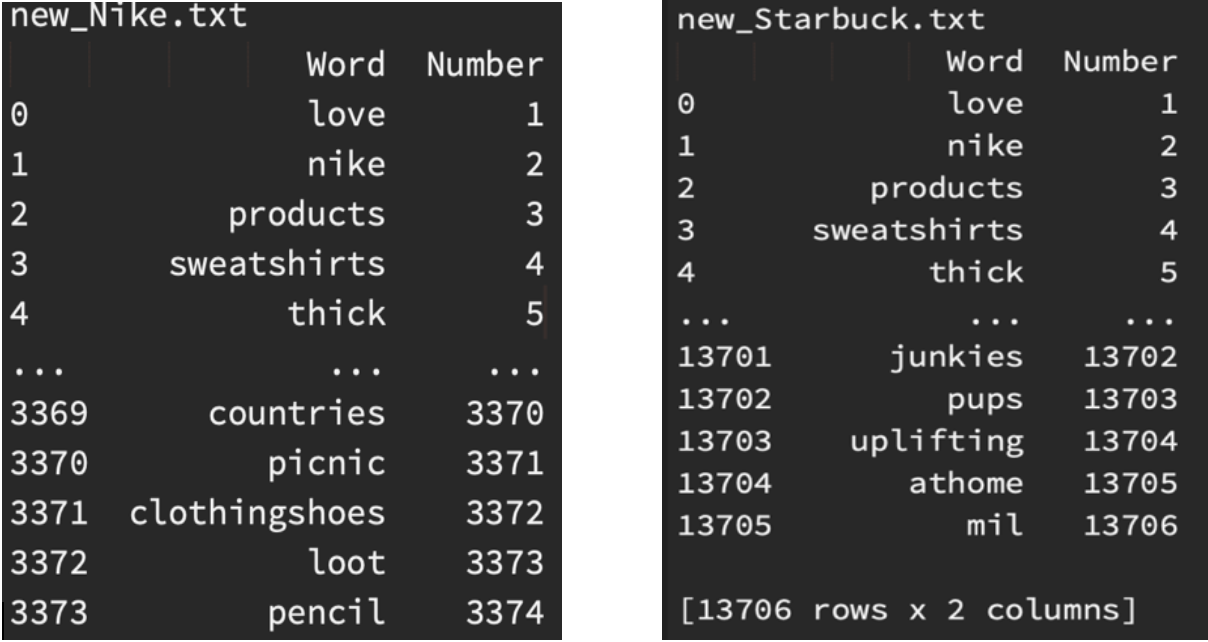 new_Nike.txt
Word Number
0 love 1
1 nike 2
2 products 3
3 sweatshirts 4
4 thick 5
... ... ...
3369 countries 3370
3370 picnic 3371
3371 clothingshoes 3372
3372 loot 3373
3373 pencil 3374
new_Starbuck.txt
Word Number
0 love 1
1 nike 2
2 products 3
3 sweatshirts 4
4 thick 5
... ... ...
13701 junkies 13702
13702 pups 13703
13703 uplifting 13704
13704 athome 13705
13705 mil 13706
[13706 rows x 2 columns]